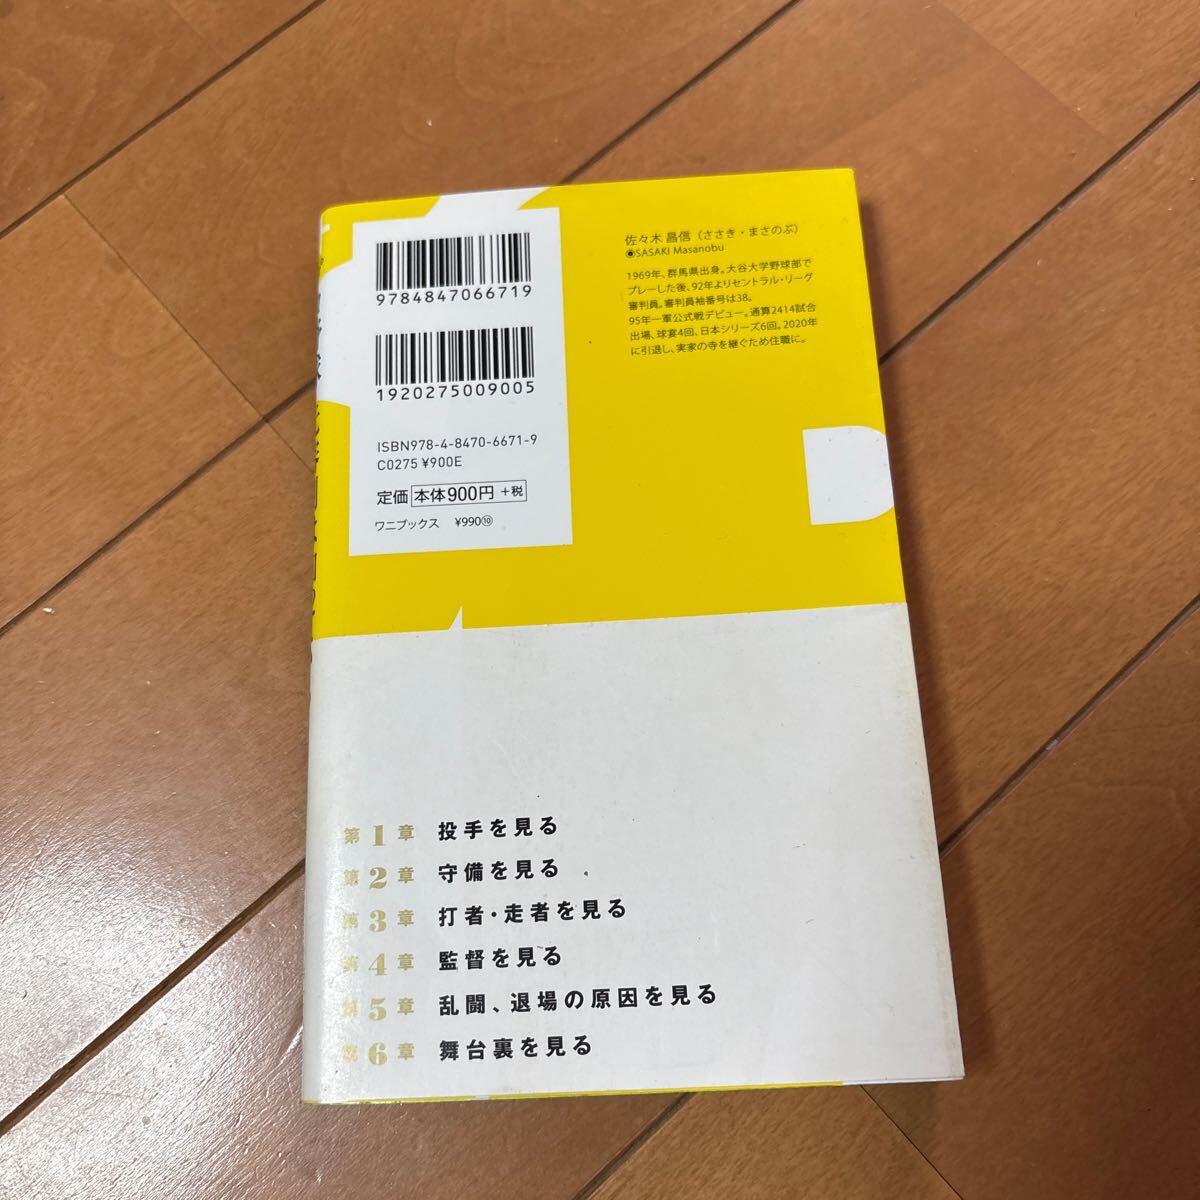 9784847066719
1920275009005
ISBN978-4-8470-6671-9
C0275 ¥900E
定価 本体900円 +税
ワニブックス ¥990⑩
佐々木 昌信（ささき・まさのぶ）
◉SASAKI Masanobu
1969年、群馬県出身。大谷大学野球部で
プレーした後、92年よりセントラル・リーグ
審判員。審判員袖番号は38。
95年一軍公式戦デビュー。通算2414試合
出場、球宴4回、日本シリーズ6回。2020年
に引退し、実家の寺を継ぐため住職に。
第1章 投手を見る
第2章 守備を見る
第3章 打者・走者を見る
第4章 監督を見る
第5章 乱闘、退場の原因を見る
第6章 舞台裏を見る